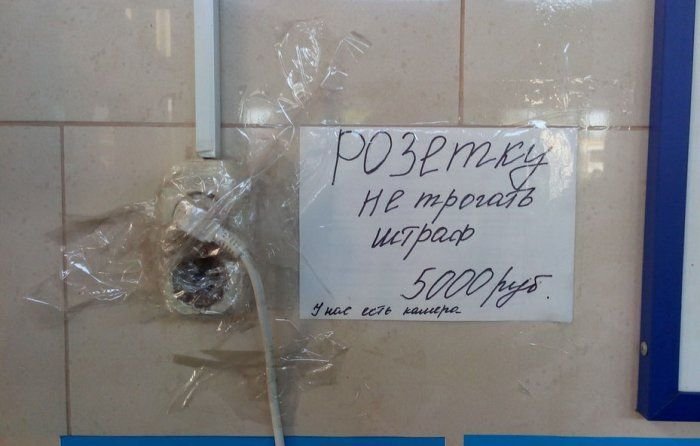 Розетку
не трогать
штраф
5000 руб.
У нас есть камера